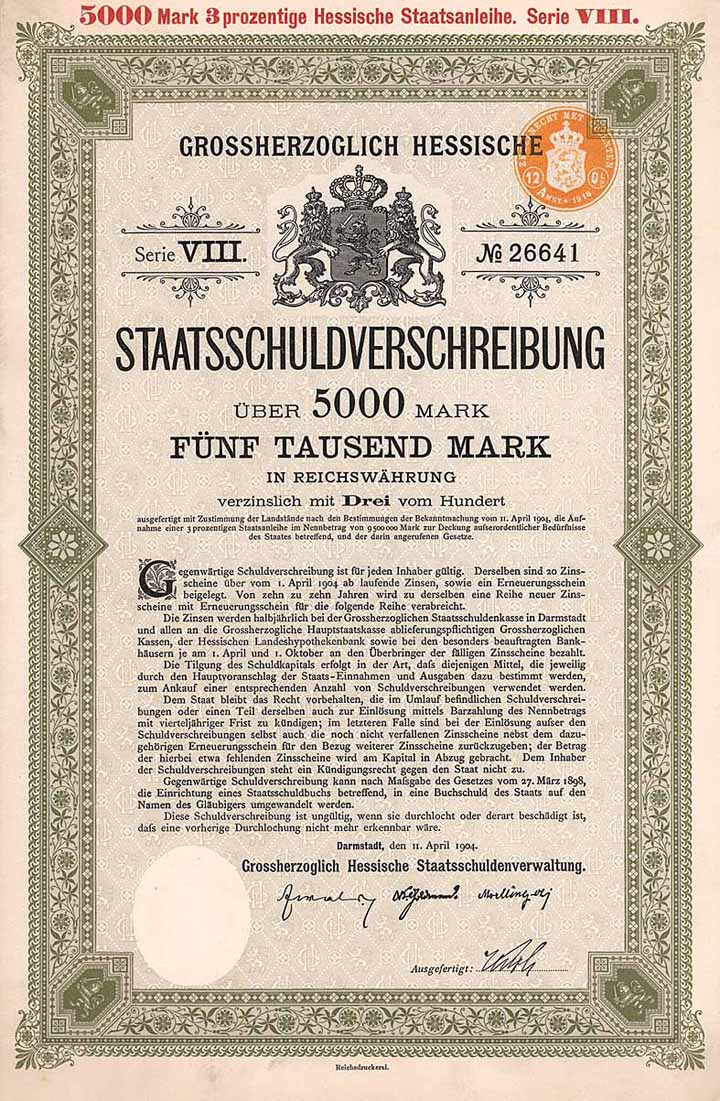 5000 Mark 3 prozentige Hessische Staatsanleihe. Serie VIII.
GROSSHERZOGLICH HESSISCHE
Serie VIII.
№ 26641
STAATSSCHULDVERSCHREIBUNG
ÜBER 5000 MARK
FÜNF TAUSEND MARK
IN REICHSWÄHRUNG
verzinslich mit Drei vom Hundert
ausgefertigt mit Zustimmung der Landstände nach den Bestimmungen der Bekanntmachung vom 11. April 1904, die Auf-
nahme einer 3 prozentigen Staatsanleihe im Nennbetrag von 9 500 000 Mark zur Deckung aufserordentlicher Bedürfnisse
des Staates betreffend, und der darin angerufenen Gesetze.
Gegenwärtige Schuldverschreibung ist für jeden Inhaber gültig. Derselben sind 20 Zins-
scheine über vom 1. April 1904 ab laufende Zinsen, sowie ein Erneuerungsschein
beigelegt. Von zehn zu zehn Jahren wird zu derselben eine Reihe neuer Zins-
scheine mit Erneuerungsschein für die folgende Reihe verabreicht.
Die Zinsen werden halbjährlich bei der Grossherzoglichen Staatsschuldenkasse in Darmstadt
und allen an die Grossherzogliche Hauptstaatskasse ablieferungspflichtigen Grossherzoglichen
Kassen, der Hessischen Landeshypothekenbank sowie bei den besonders beauftragten Bank-
häusern je am 1. April und 1. Oktober an den Überbringer der fälligen Zinsscheine bezahlt.
Die Tilgung des Schuldkapitals erfolgt in der Art, dafs diejenigen Mittel, die jeweilig
durch den Hauptvoranschlag der Staats-Einnahmen und Ausgaben dazu bestimmt werden,
zum Ankauf einer entsprechenden Anzahl von Schuldverschreibungen verwendet werden.
Dem Staat bleibt das Recht vorbehalten, die im Umlauf befindlichen Schuldverschrei-
bungen oder einen Teil derselben auch zur Einlösung mittels Barzahlung des Nennbetrags
mit vierteljähriger Frist zu kündigen; im letzteren Falle sind bei der Einlösung aufser den
Schuldverschreibungen selbst auch die noch nicht verfallenen Zinsscheine nebst dem dazu-
gehörigen Erneuerungsschein für den Bezug weiterer Zinsscheine zurückzugeben; der Betrag
der hierbei etwa fehlenden Zinsscheine wird am Kapital in Abzug gebracht. Dem Inhaber
der Schuldverschreibungen steht ein Kündigungsrecht gegen den Staat nicht zu.
Gegenwärtige Schuldverschreibung kann nach Mafsgabe des Gesetzes vom 27. März 1898,
die Einrichtung eines Staatsschuldbuchs betreffend, in eine Buchschuld des Staats auf den
Namen des Gläubigers umgewandelt werden.
Diese Schuldverschreibung ist ungültig, wenn sie durchlocht oder derart beschädigt ist,
dafs eine vorherige Durchlochung nicht mehr erkennbar wäre.
Darmstadt, den 11. April 1904.
Grossherzoglich Hessische Staatsschuldenverwaltung.
Ausgefertigt:
Reichsdruckerei.